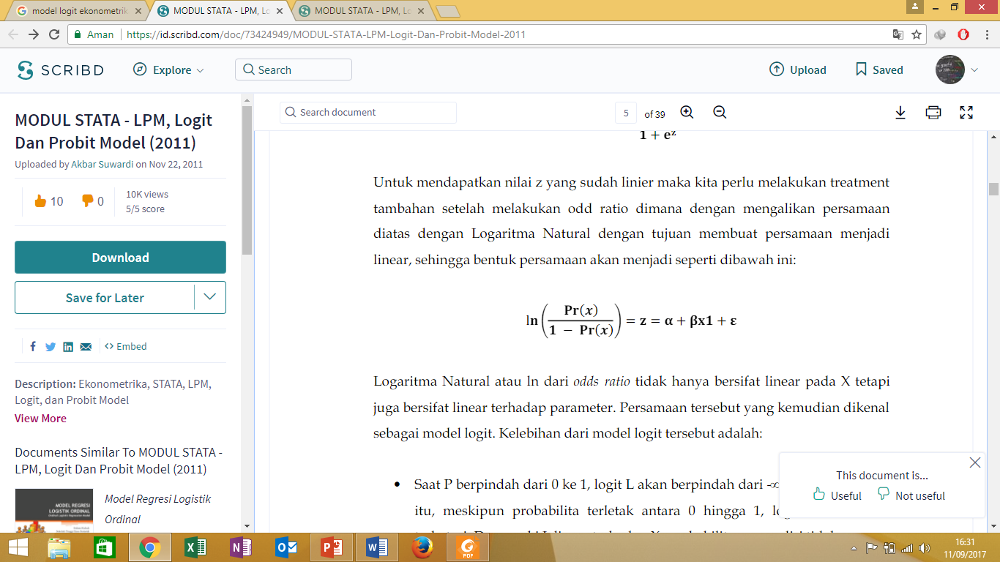 model logit ekonometrik
MODUL STATA - LPM, Lo
MODUL STATA - LPM, Lo
Aman
https://id.scribd.com/doc/73424949/MODUL-STATA-LPM-Logit-Dan-Probit-Model-2011
SCRIBD
Explore
Search
Upload
Saved
MODUL STATA - LPM, Logit
Dan Probit Model (2011)
Uploaded by Akbar Suwardi on Nov 22, 2011
10
0
10K views
5/5 score
Download
Save for Later
Embed
Description: Ekonometrika, STATA, LPM,
Logit, dan Probit Model
View More
Documents Similar To MODUL STATA -
LPM, Logit Dan Probit Model (2011)
MODEL REGRESI
LOGISTIK ORDINAL
Model Regresi Logistik
Ordinal
Search document
5 of 39
1 + e^z
Untuk mendapatkan nilai z yang sudah linier maka kita perlu melakukan treatment
tambahan setelah melakukan odd ratio dimana dengan mengalikan persamaan
diatas dengan Logaritma Natural dengan tujuan membuat persamaan menjadi
linear, sehingga bentuk persamaan akan menjadi seperti dibawah ini:
ln(Pr(x) / 1 − Pr(x)) = z = α + βx1 + ε
Logaritma Natural atau ln dari odds ratio tidak hanya bersifat linear pada X tetapi
juga bersifat linear terhadap parameter. Persamaan tersebut yang kemudian dikenal
sebagai model logit. Kelebihan dari model logit tersebut adalah:
• Saat P berpindah dari 0 ke 1, logit L akan berpindah dari -∞
itu, meskipun probabilita terletak antara 0 hingga 1, log
This document is...
Useful
Not useful
PDF
16:31
11/09/2017